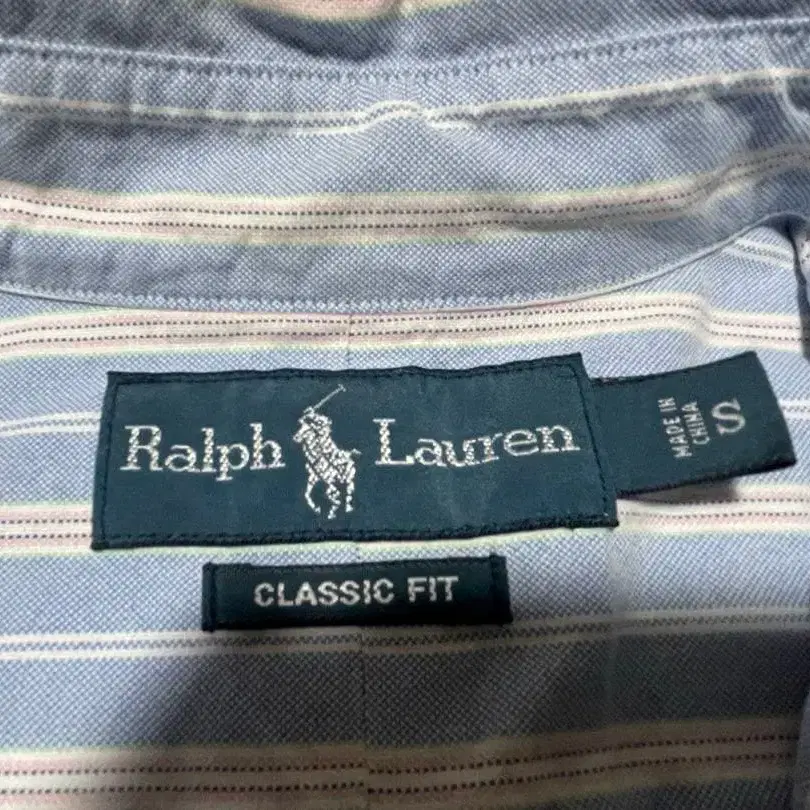 Ralph Lauren
MADE IN
CHINA
S
CLASSIC FIT